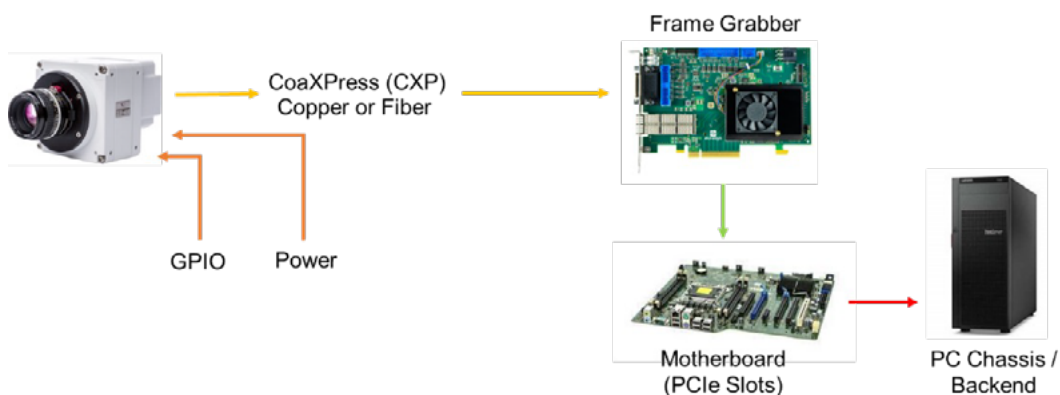 Frame Grabber
CoaXPress (CXP)
Copper or Fiber
GPIO
Power
Motherboard
(PCIe Slots)
PC Chassis /
Backend